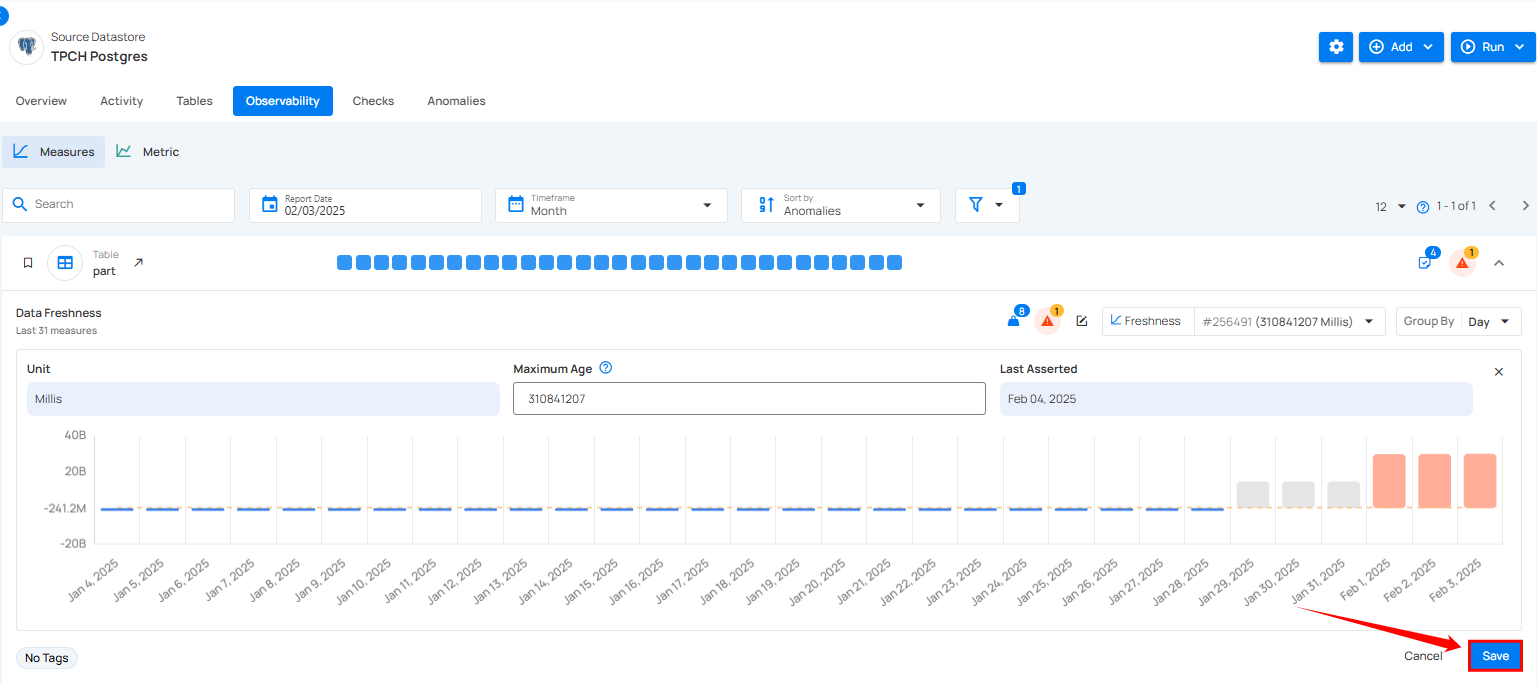 Source Datastore
TPCH Postgres
Add
Run
Overview
Activity
Tables
Observability
Checks
Anomalies
Measures
Metric
Search
Report Date
02/03/2025
Timeframe
Month
Sort by
Anomalies
1
12
1 - 1 of 1
Table
part
4
1
Data Freshness
Last 31 measures
8
1
Freshness
#256491 (310841207 Millis)
Group By
Day
Unit
Millis
Maximum Age
310841207
Last Asserted
Feb 04, 2025
40B
20B
-241.2M
-20B
Jan 4, 2025
Jan 5, 2025
Jan 6, 2025
Jan 7, 2025
Jan 8, 2025
Jan 9, 2025
Jan 10, 2025
Jan 11, 2025
Jan 12, 2025
Jan 13, 2025
Jan 14, 2025
Jan 15, 2025
Jan 16, 2025
Jan 17, 2025
Jan 18, 2025
Jan 19, 2025
Jan 20, 2025
Jan 21, 2025
Jan 22, 2025
Jan 23, 2025
Jan 24, 2025
Jan 25, 2025
Jan 26, 2025
Jan 27, 2025
Jan 28, 2025
Jan 29, 2025
Jan 30, 2025
Jan 31, 2025
Feb 1, 2025
Feb 2, 2025
Feb 3, 2025
No Tags
Cancel
Save